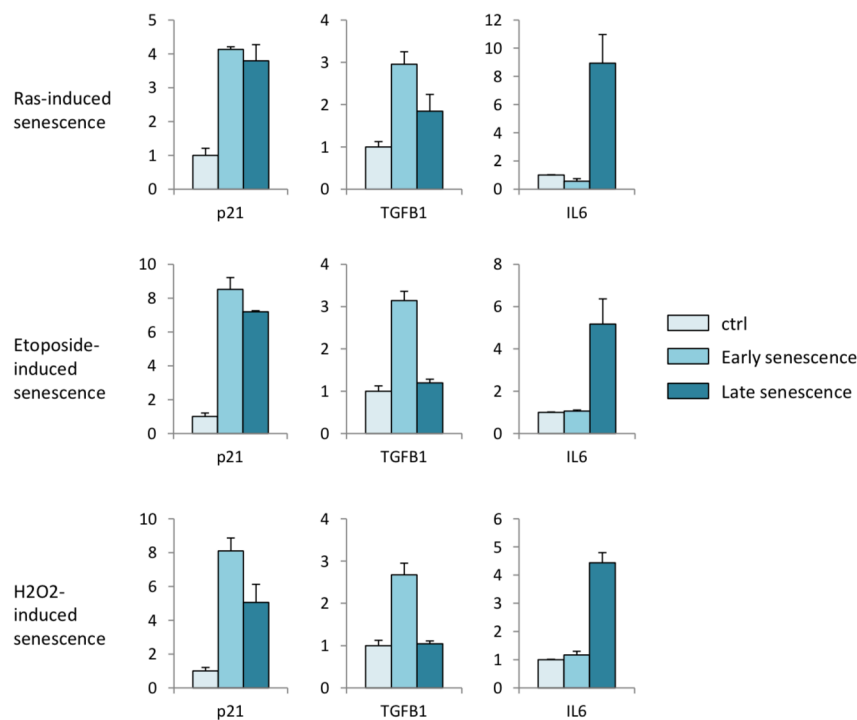 5
4
3
2
1
0
p21
4
3
2
1
0
TGFB1
12
10
8
6
4
2
0
IL6
Ras-induced
senescence
10
8
6
4
2
0
p21
4
3
2
1
0
TGFB1
8
6
4
2
0
IL6
Etoposide-
induced
senescence
ctrl
Early senescence
Late senescence
10
8
6
4
2
0
p21
4
3
2
1
0
TGFB1
6
5
4
3
2
1
0
IL6
H2O2-
induced
senescence